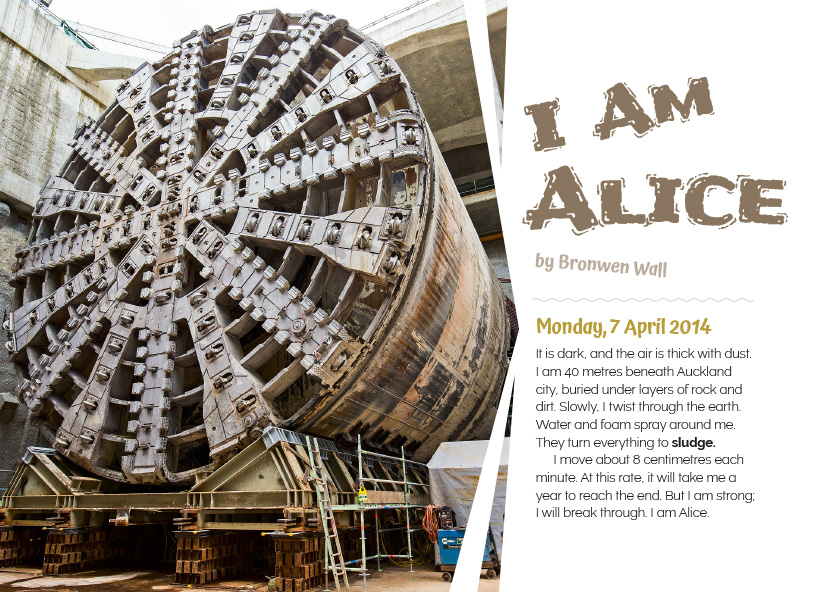 I AM
ALICE
by Bronwen Wall
Monday, 7 April 2014
It is dark, and the air is thick with dust.
I am 40 metres beneath Auckland
city, buried under layers of rock and
dirt. Slowly, I twist through the earth.
Water and foam spray around me.
They turn everything to sludge.
I move about 8 centimetres each
minute. At this rate, it will take me a
year to reach the end. But I am strong;
I will break through. I am Alice.